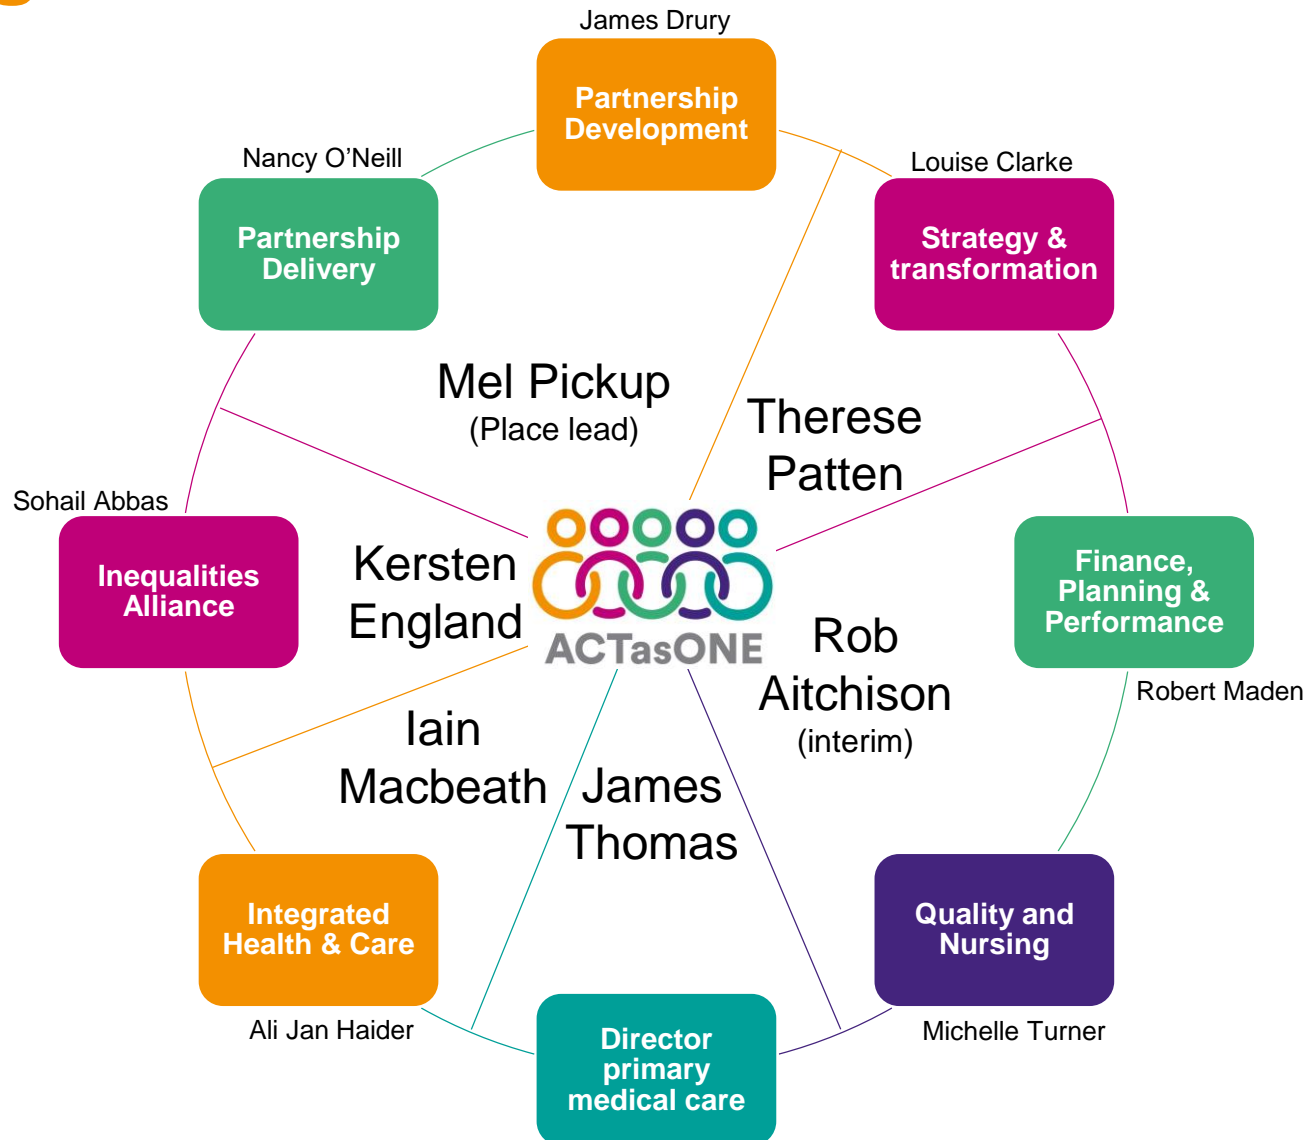 James Drury
Partnership
Development
Nancy O’Neill
Partnership
Delivery
Louise Clarke
Strategy &
transformation
Mel Pickup
(Place lead)
Therese
Patten
Sohail Abbas
Inequalities
Alliance
Kersten
England
ACTasONE
Rob
Aitchison
(interim)
Finance,
Planning &
Performance
Robert Maden
Iain
Macbeath
James
Thomas
Integrated
Health & Care
Ali Jan Haider
Quality and
Nursing
Michelle Turner
Director
primary
medical care